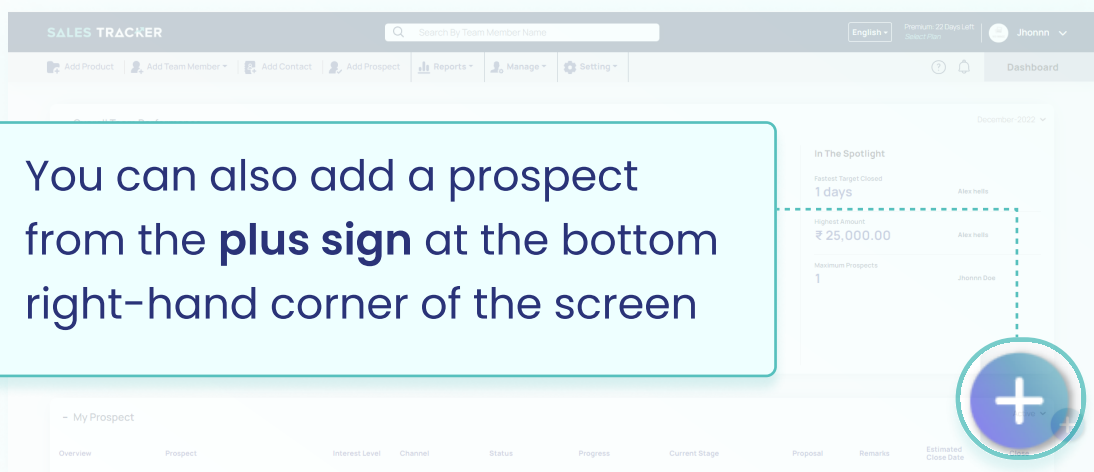 SALES TRACKER
Search By Team Member Name
English
Premium: 22 Days Left
Select Plan
Jhonnn
Add Product
Add Team Member
Add Contact
Add Prospect
Reports
Manage
Setting
?
Dashboard
December-2022
You can also add a prospect
from the plus sign at the bottom
right-hand corner of the screen
In The Spotlight
Fastest Target Closed
1 days
Alex hello
Highest Amount
₹ 25,000.00
Alex hello
Maximum Prospects
1
Jhonnn Doe
- My Prospect
Overview
Prospect
Interest Level
Channel
Status
Progress
Current Stage
Proposal
Remarks
Estimated
Close Date
Close